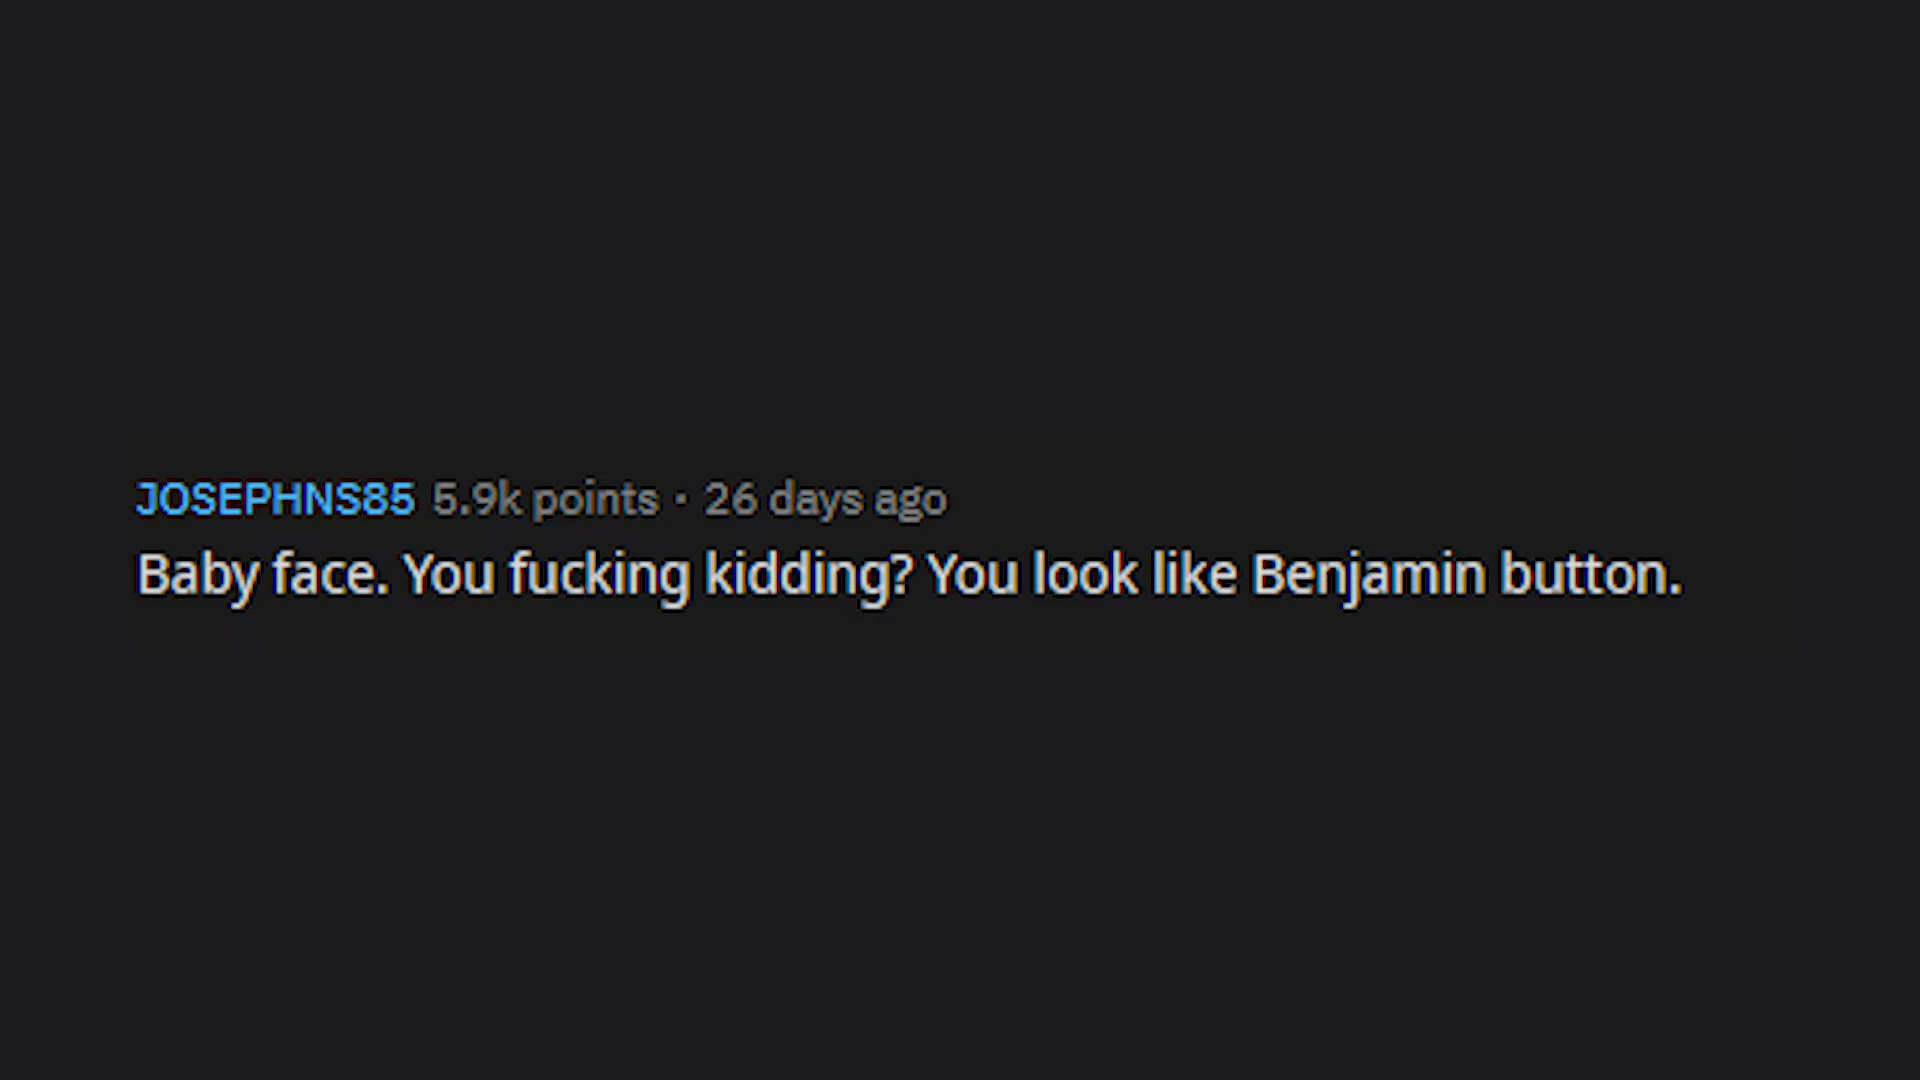 JOSEPHNS85 5.9k points · 26 days ago
Baby face. You fucking kidding? You look like Benjamin button.